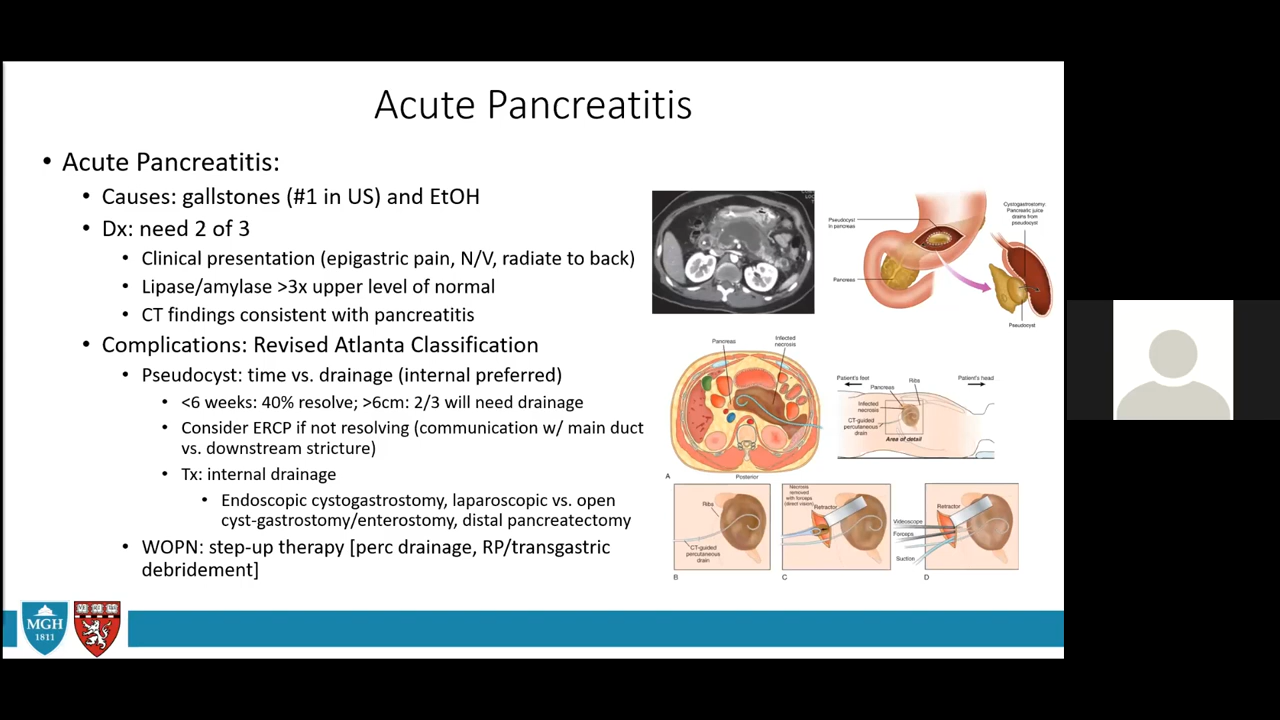 Acute Pancreatitis
• Acute Pancreatitis:
• Causes: gallstones (#1 in US) and EtOH
• Dx: need 2 of 3
• Clinical presentation (epigastric pain, N/V, radiate to back)
• Lipase/amylase >3x upper level of normal
• CT findings consistent with pancreatitis
• Complications: Revised Atlanta Classification
• Pseudocyst: time vs. drainage (internal preferred)
• <6 weeks: 40% resolve; >6cm: 2/3 will need drainage
• Consider ERCP if not resolving (communication w/ main duct
vs. downstream stricture)
• Tx: internal drainage
• Endoscopic cystogastrostomy, laparoscopic vs. open
cyst-gastrostomy/enterostomy, distal pancreatectomy
• WOPN: step-up therapy [perc drainage, RP/transgastric
debridement]
Pseudocyst
in pancreas
Pancreas
Cystogastrostomy:
Pancreatic juice
drains from
pseudocyst
Pseudocyst
Pancreas
Infected
necrosis
A
Posterior
Patient's feet
Ribs
Patient's head
Pancreas
Infected
necrosis
CT-guided
percutaneous
drain
Area of detail
Ribs
CT-guided
percutaneous
drain
B
Necrosis
removed
with forceps
(direct vision)
Retractor
C
Retractor
Videoscope
Forceps
Suction
D
MGH
1811